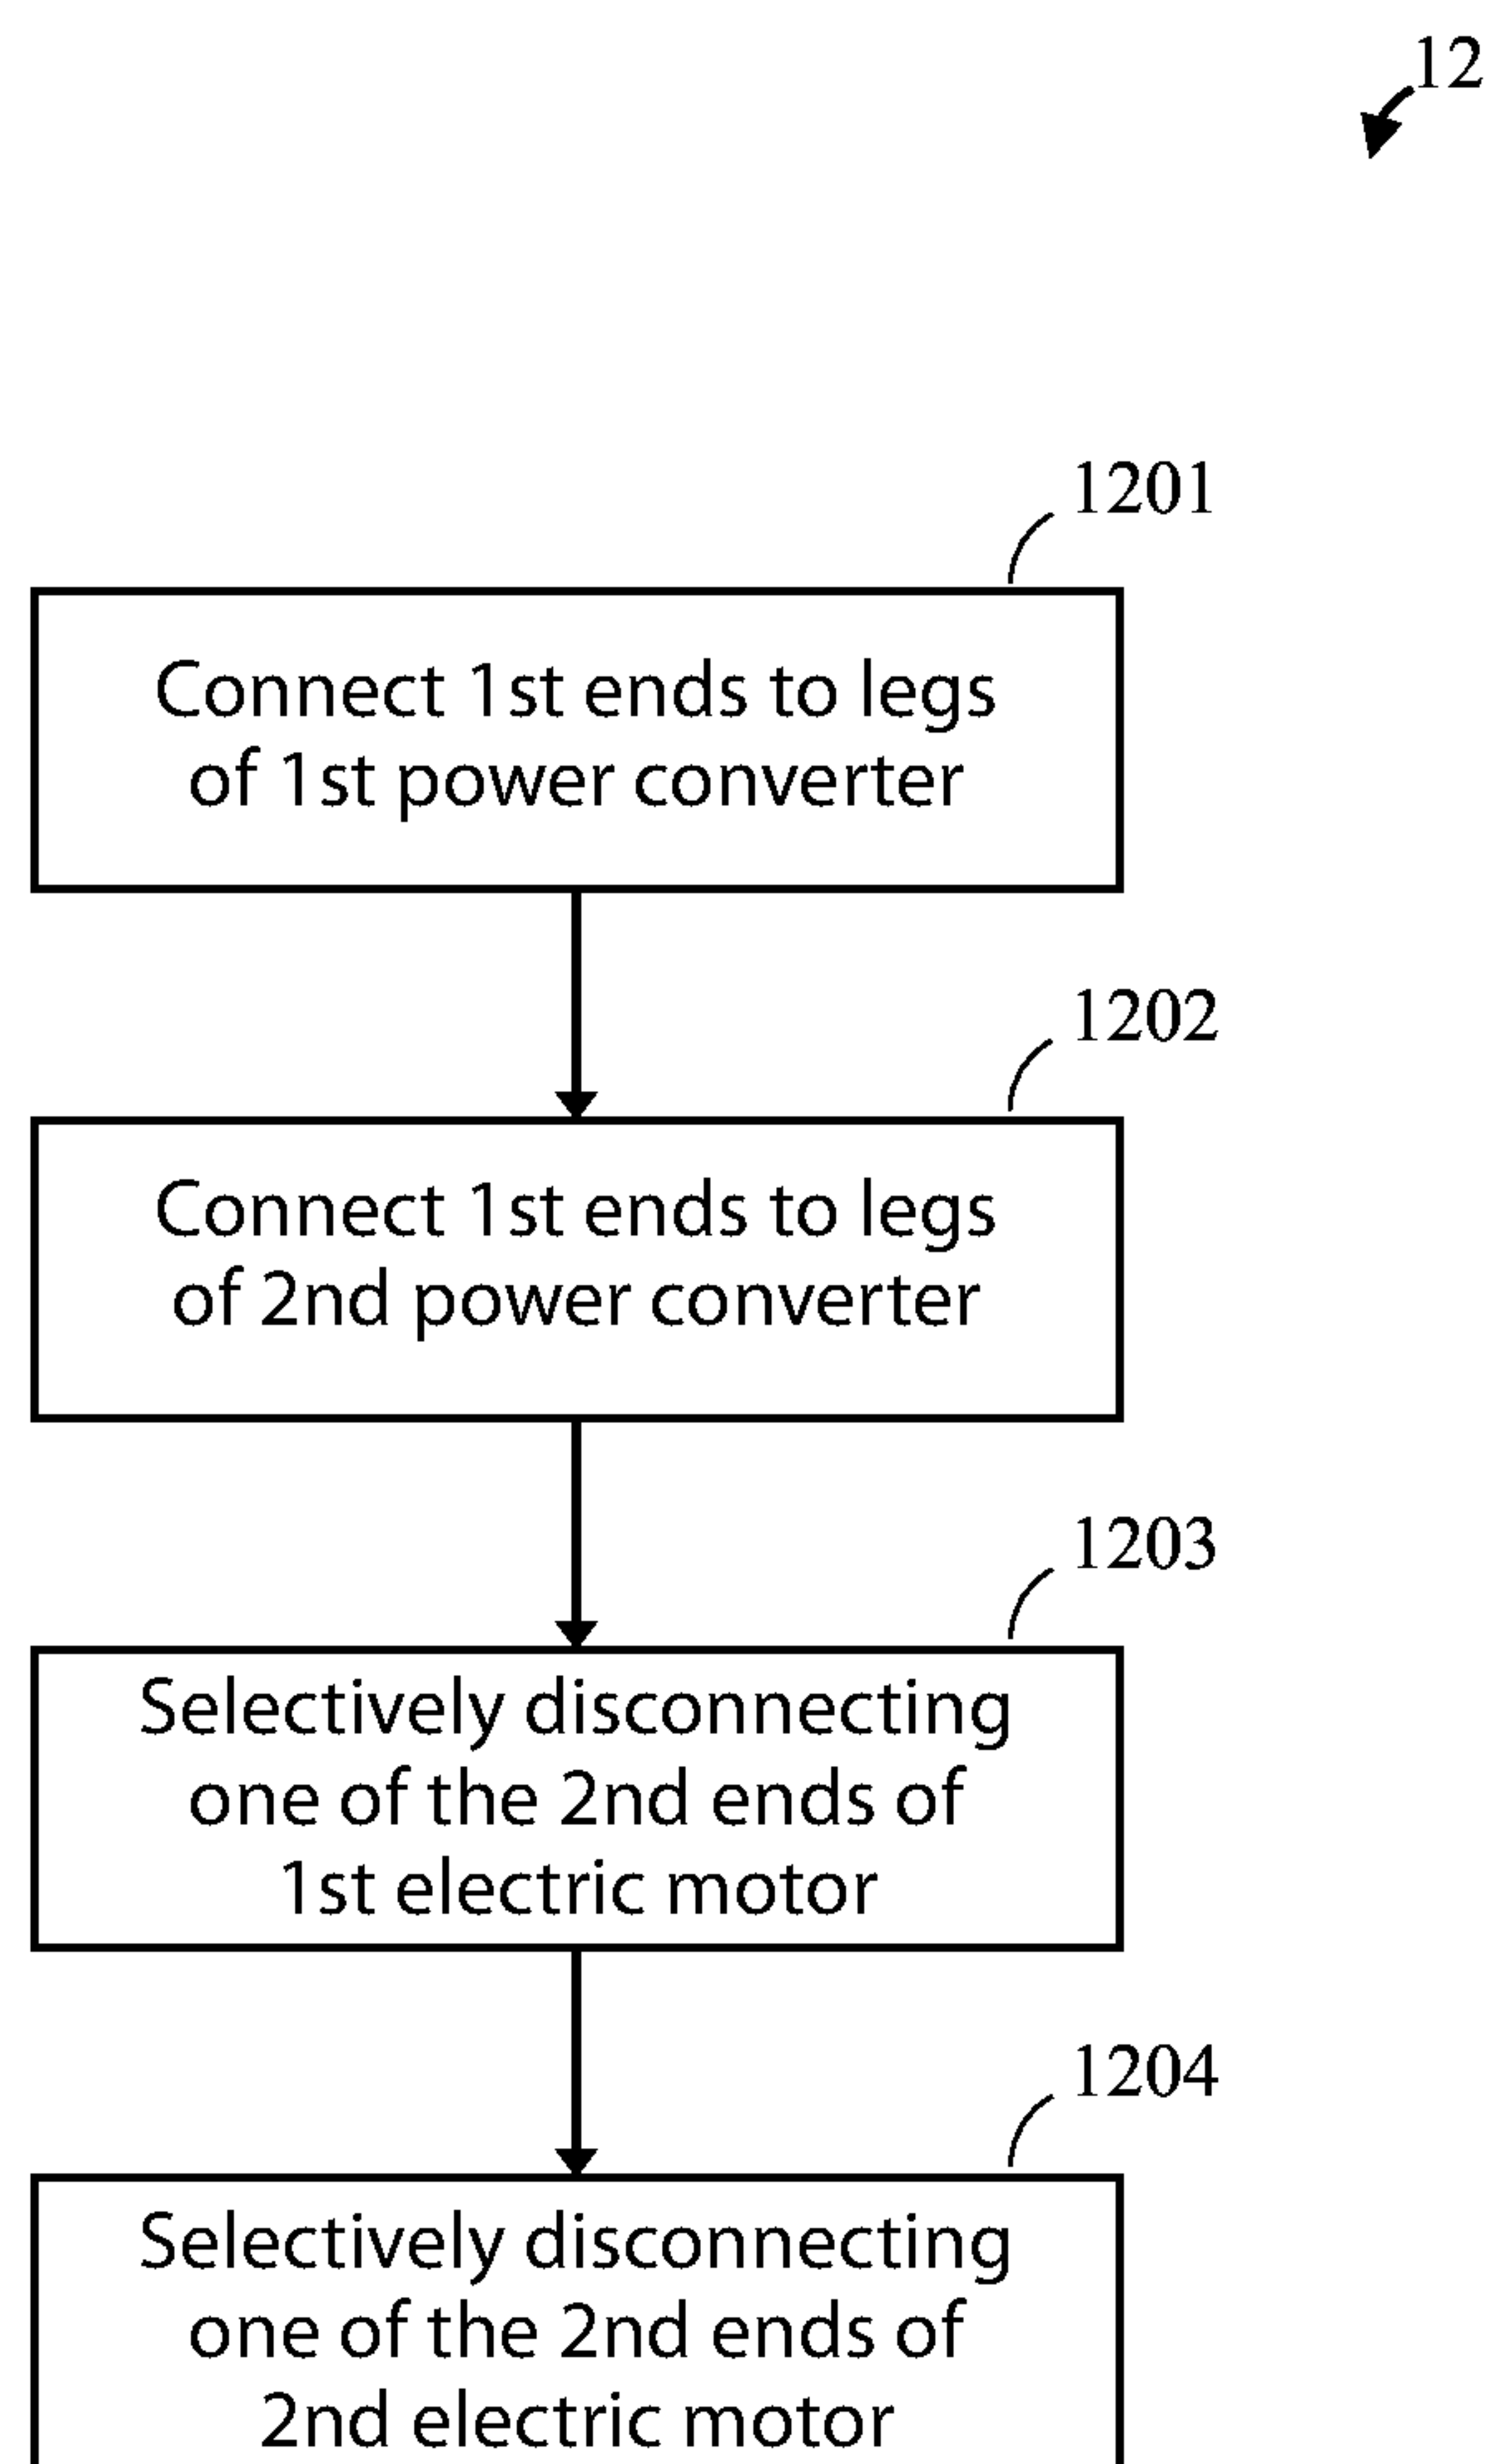 12
1201
Connect 1st ends to legs
of 1st power converter
1202
Connect 1st ends to legs
of 2nd power converter
1203
Selectively disconnecting
one of the 2nd ends of
1st electric motor
1204
Selectively disconnecting
one of the 2nd ends of
2nd electric motor